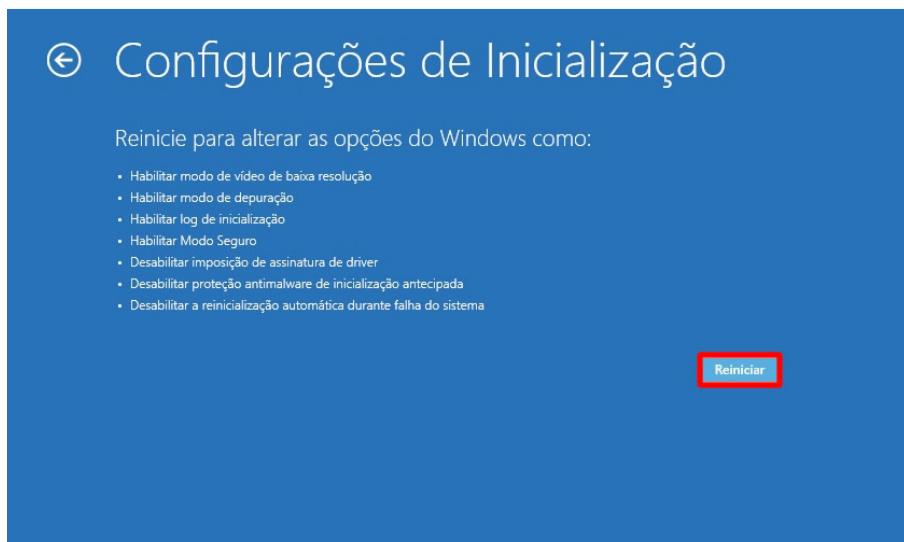 Configurações de Inicialização
Reinicie para alterar as opções do Windows como:
• Habilitar modo de vídeo de baixa resolução
• Habilitar modo de depuração
• Habilitar log de inicialização
• Habilitar Modo Seguro
• Desabilitar imposição de assinatura de driver
• Desabilitar proteção antimalware de inicialização antecipada
• Desabilitar a reinicialização automática durante falha do sistema
Reiniciar